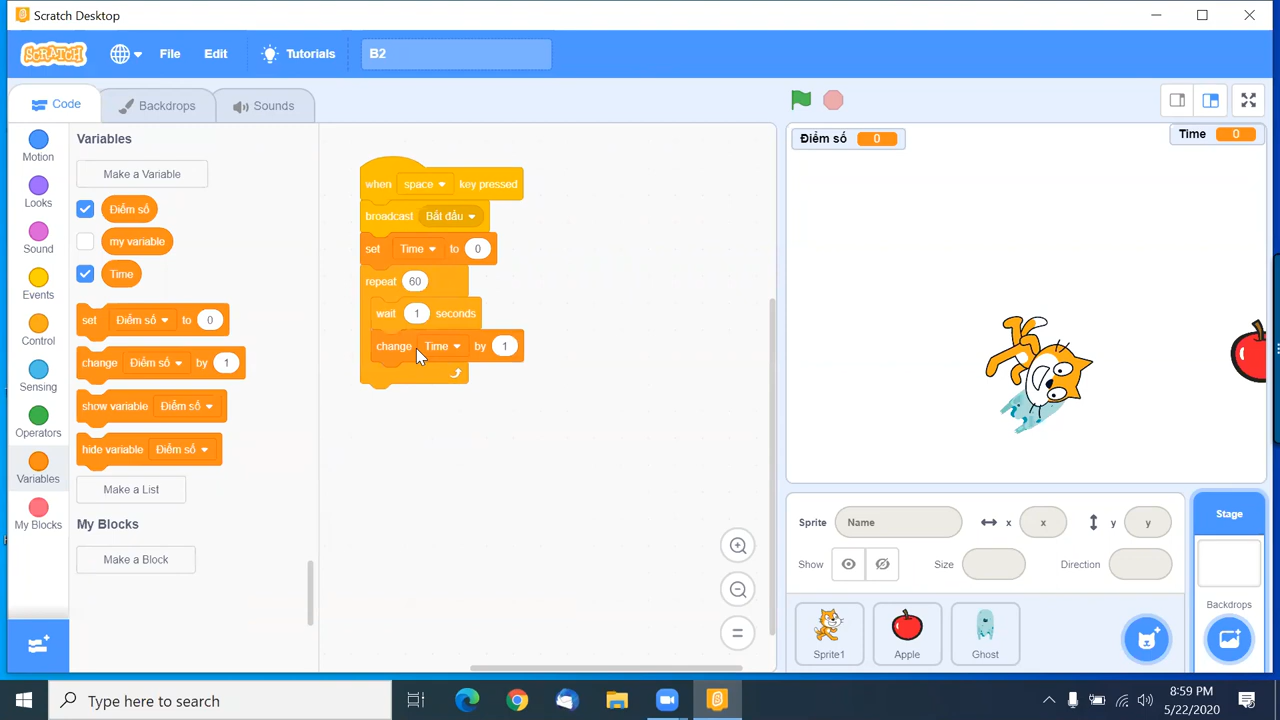 Scratch Desktop
SCRATCH
File
Edit
Tutorials
B2
Code
Backdrops
Sounds
Motion
Looks
Sound
Events
Control
Sensing
Operators
Variables
My Blocks
Variables
Make a Variable
Điểm số
my variable
Time
set Điểm số to 0
change Điểm số by 1
show variable Điểm số
hide variable Điểm số
Make a List
My Blocks
Make a Block
when space key pressed
broadcast Bắt đầu
set Time to 0
repeat 60
wait 1 seconds
change Time by 1
Điểm số 0
Time 0
Sprite Name x x y y
Show Size Direction
Sprite1
Apple
Ghost
Stage
Backdrops
Type here to search
8:59 PM
5/22/2020